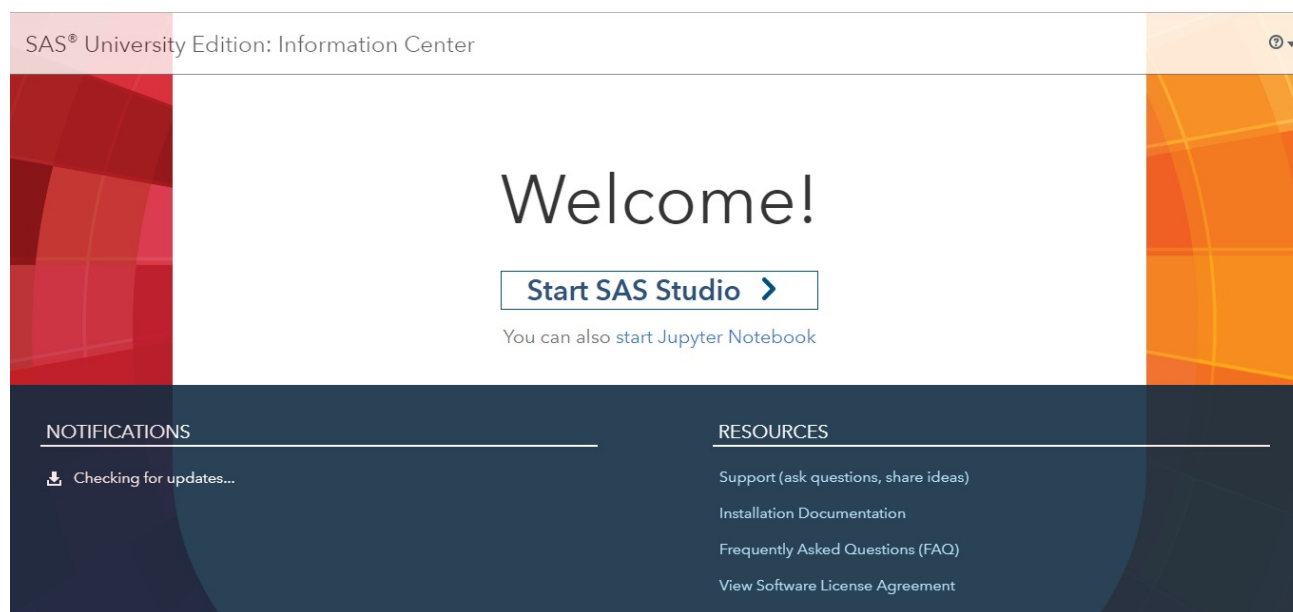 SAS® University Edition: Information Center
Welcome!
Start SAS Studio
You can also start Jupyter Notebook
NOTIFICATIONS
Checking for updates...
RESOURCES
Support (ask questions, share ideas)
Installation Documentation
Frequently Asked Questions (FAQ)
View Software License Agreement